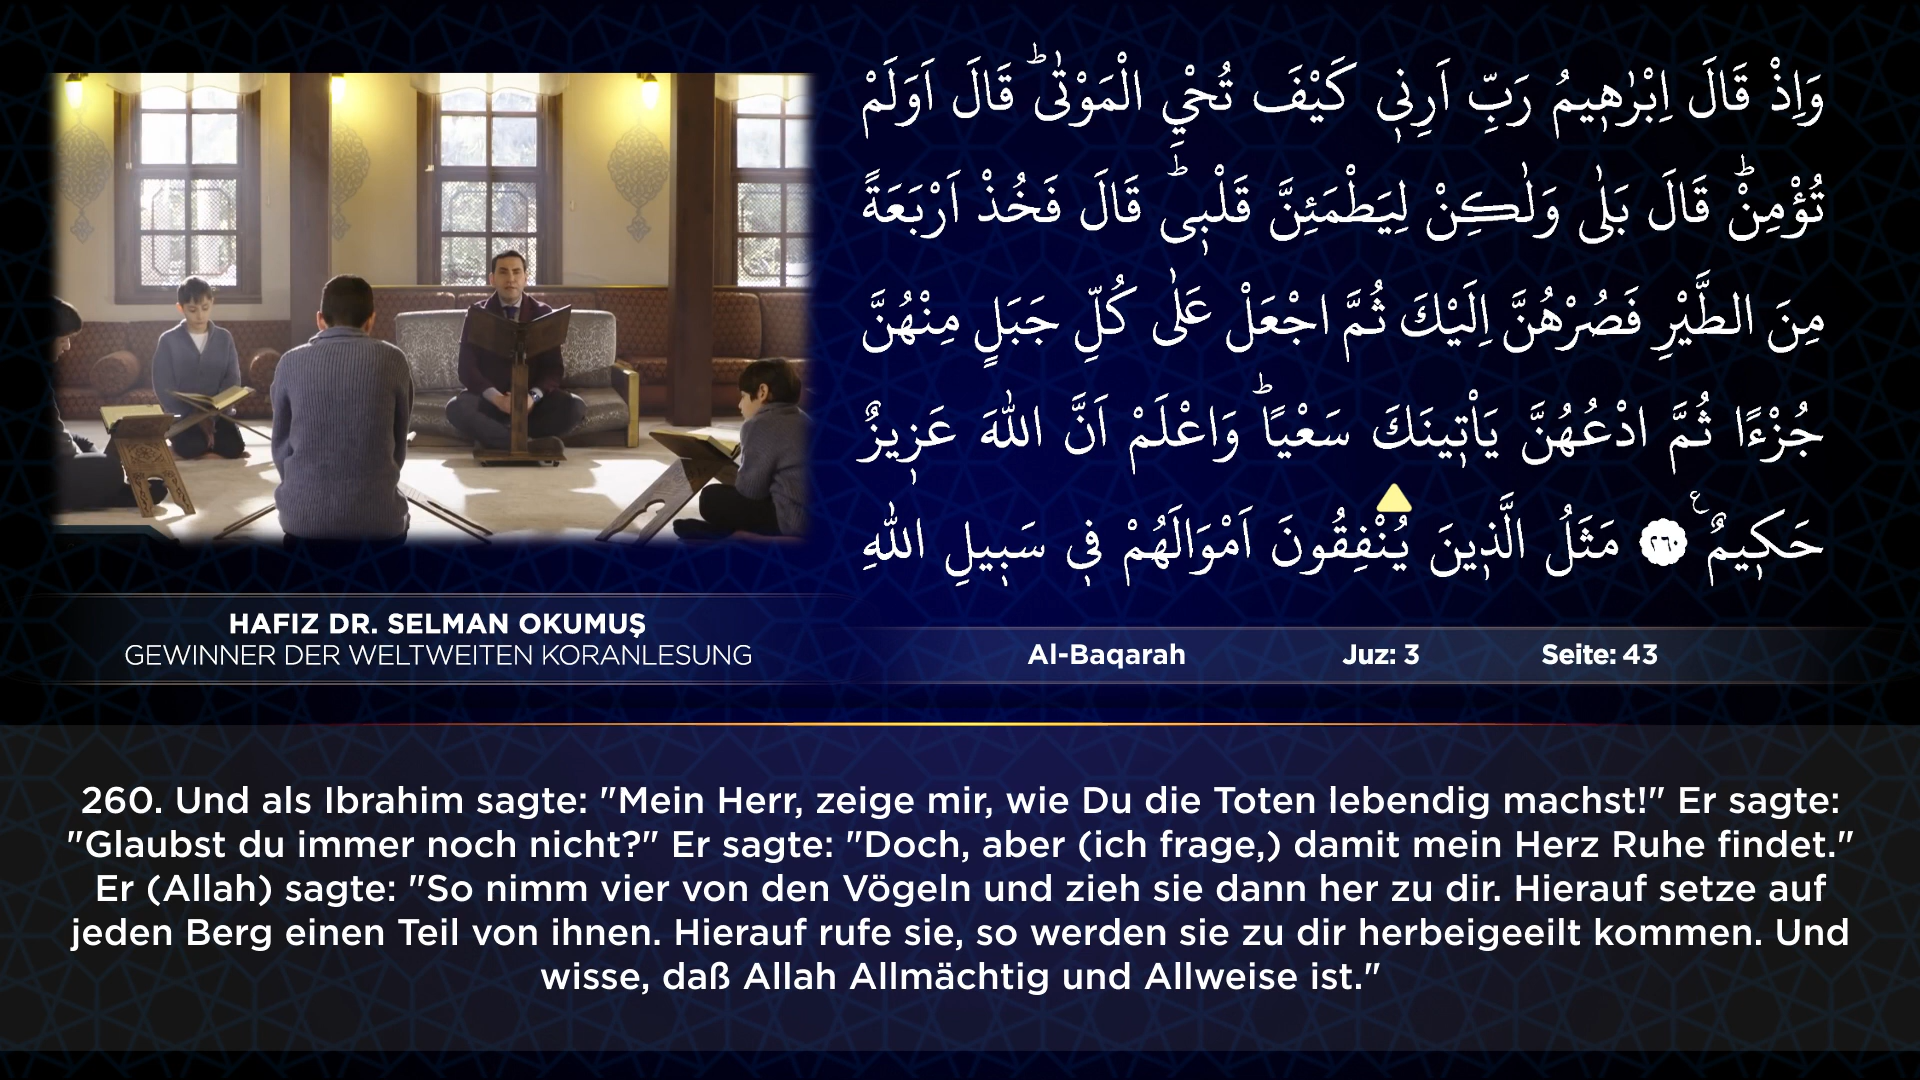 وَاِذْ قَالَ اِبْرٰهٖيمُ رَبِّ اَرِنٖى كَيْفَ تُحْيِ الْمَوْتٰىؕ قَالَ اَوَلَمْ
تُؤْمِنْؕ قَالَ بَلٰى وَلٰكِنْ لِيَطْمَئِنَّ قَلْبٖىؕ قَالَ فَخُذْ اَرْبَعَةً
مِنَ الطَّيْرِ فَصُرْهُنَّ اِلَيْكَ ثُمَّ اجْعَلْ عَلٰى كُلِّ جَبَلٍ مِنْهُنَّ
جُزْءًا ثُمَّ ادْعُهُنَّ يَاْتٖينَكَ سَعْيًاؕ وَاعْلَمْ اَنَّ اللّٰهَ عَزٖيزٌ
حَكٖيمٌ ࣖ ﴿٢٦٠﴾ مَثَلُ الَّذٖينَ يُنْفِقُونَ اَمْوَالَهُمْ فٖى سَبٖيلِ اللّٰهِ
HAFIZ DR. SELMAN OKUMUŞ
GEWINNER DER WELTWEITEN KORANLESUNG
Al-Baqarah Juz: 3 Seite: 43
260. Und als Ibrahim sagte: "Mein Herr, zeige mir, wie Du die Toten lebendig machst!" Er sagte:
"Glaubst du immer noch nicht?" Er sagte: "Doch, aber (ich frage,) damit mein Herz Ruhe findet."
Er (Allah) sagte: "So nimm vier von den Vögeln und zieh sie dann her zu dir. Hierauf setze auf
jeden Berg einen Teil von ihnen. Hierauf rufe sie, so werden sie zu dir herbeigeeilt kommen. Und
wisse, daß Allah Allmächtig und Allweise ist."